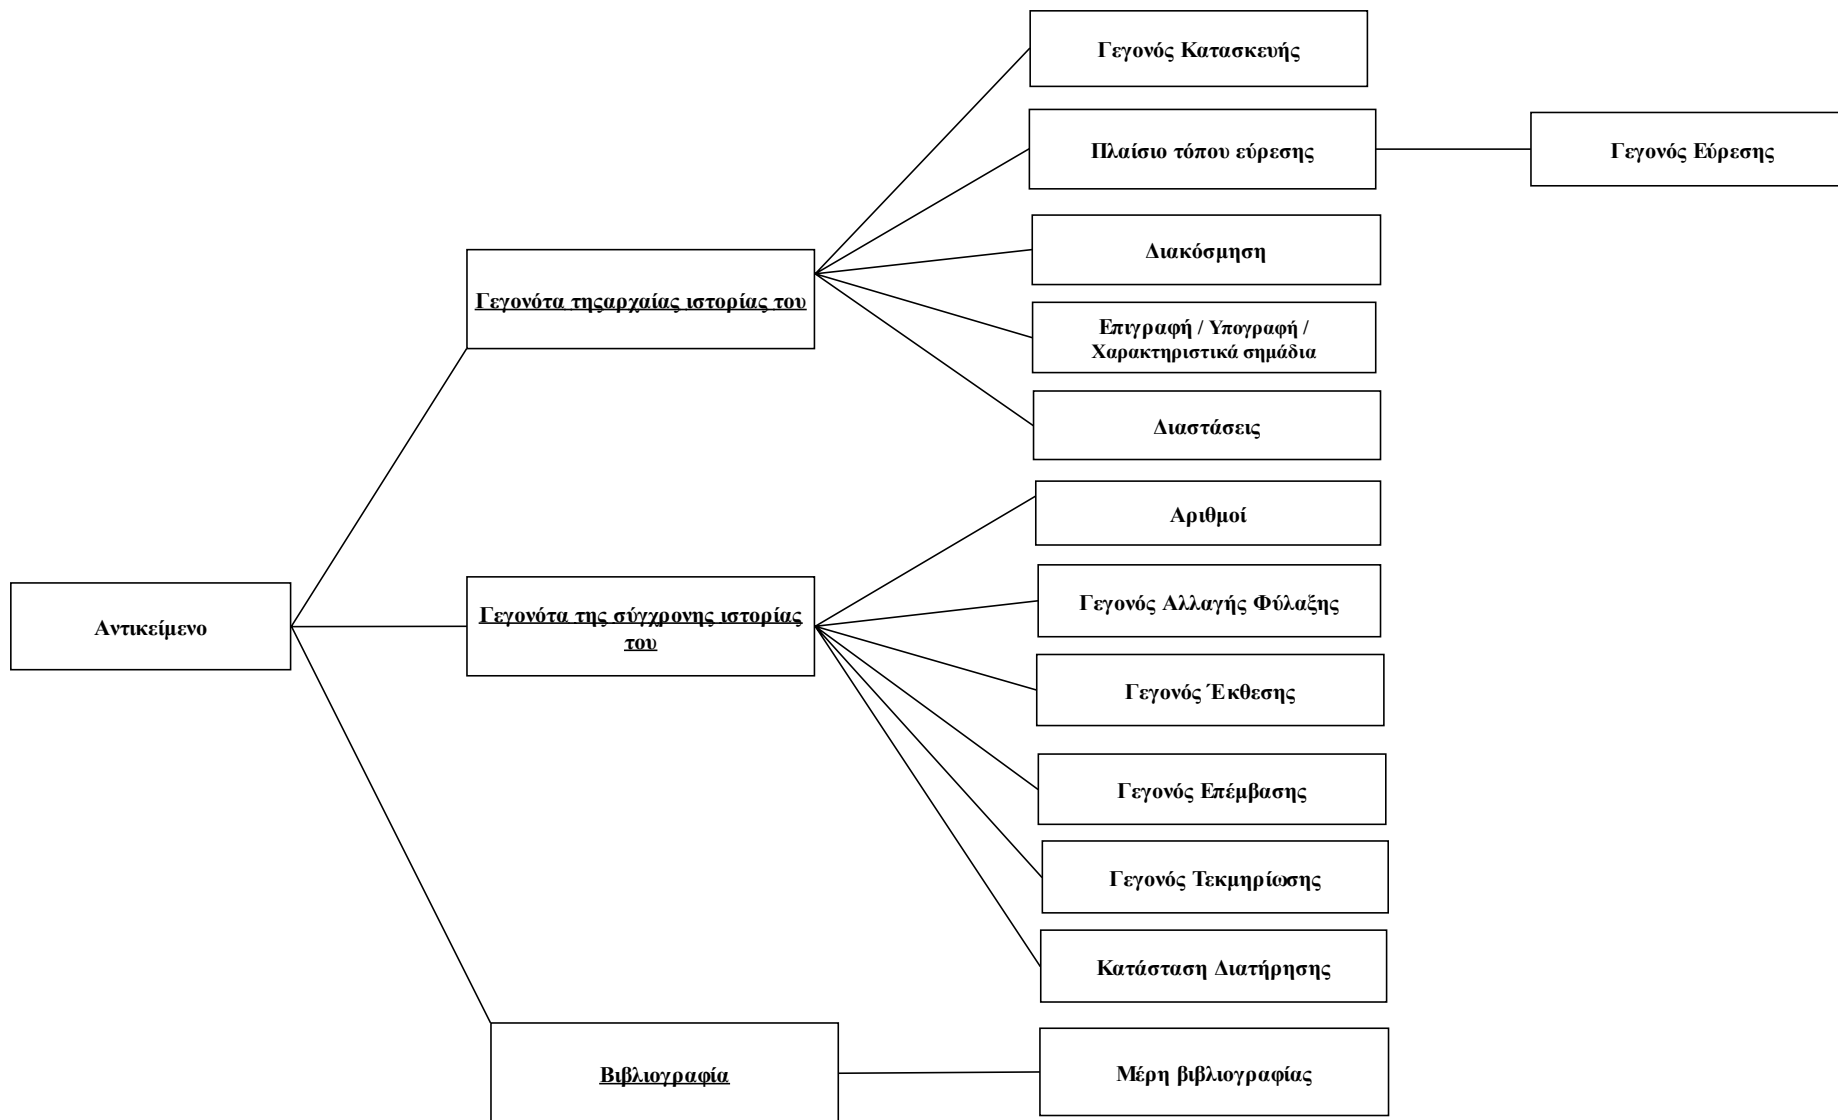 Γεγονός Κατασκευής
Πλαίσιο τόπου εύρεσης
Γεγονός Εύρεσης
Διακόσμηση
Γεγονότα τηςαρχαίας ιστορίας του
Επιγραφή / Υπογραφή /
Χαρακτηριστικά σημάδια
Διαστάσεις
Αριθμοί
Γεγονός Αλλαγής Φύλαξης
Γεγονότα της σύγχρονης ιστορίας
του
Αντικείμενο
Γεγονός Έκθεσης
Γεγονός Επέμβασης
Γεγονός Τεκμηρίωσης
Κατάσταση Διατήρησης
Βιβλιογραφία
Μέρη βιβλιογραφίας